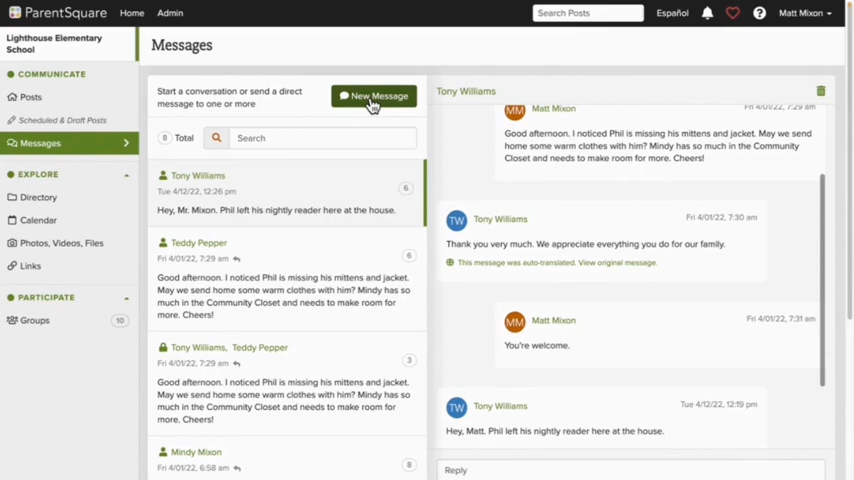 ParentSquare Home Admin Search Posts Español Matt Mixon
Lighthouse Elementary
School
Messages
COMMUNICATE
Posts
Scheduled & Draft Posts
Messages
EXPLORE
Directory
Calendar
Photos, Videos, Files
Links
PARTICIPATE
Groups 10
Start a conversation or send a direct
message to one or more
New Message
8 Total Search
Tony Williams
Tue 4/12/22, 12:26 pm 6
Hey, Mr. Mixon. Phil left his nightly reader here at the house.
Teddy Pepper
Fri 4/01/22, 7:29 am 6
Good afternoon. I noticed Phil is missing his mittens and jacket.
May we send home some warm clothes with him? Mindy has so
much in the Community Closet and needs to make room for
more. Cheers!
Tony Williams, Teddy Pepper
Fri 4/01/22, 7:29 am 3
Good afternoon. I noticed Phil is missing his mittens and jacket.
May we send home some warm clothes with him? Mindy has so
much in the Community Closet and needs to make room for
more. Cheers!
Mindy Mixon
Fri 4/01/22, 6:58 am 8
Tony Williams
MM Matt Mixon Fri 4/01/22, 7:29 am
Good afternoon. I noticed Phil is missing his mittens and jacket. May we send
home some warm clothes with him? Mindy has so much in the Community
Closet and needs to make room for more. Cheers!
TW Tony Williams Fri 4/01/22, 7:30 am
Thank you very much. We appreciate everything you do for our family.
This message was auto-translated. View original message.
MM Matt Mixon Fri 4/01/22, 7:31 am
You're welcome.
TW Tony Williams Tue 4/12/22, 12:19 pm
Hey, Matt. Phil left his nightly reader here at the house.
Reply